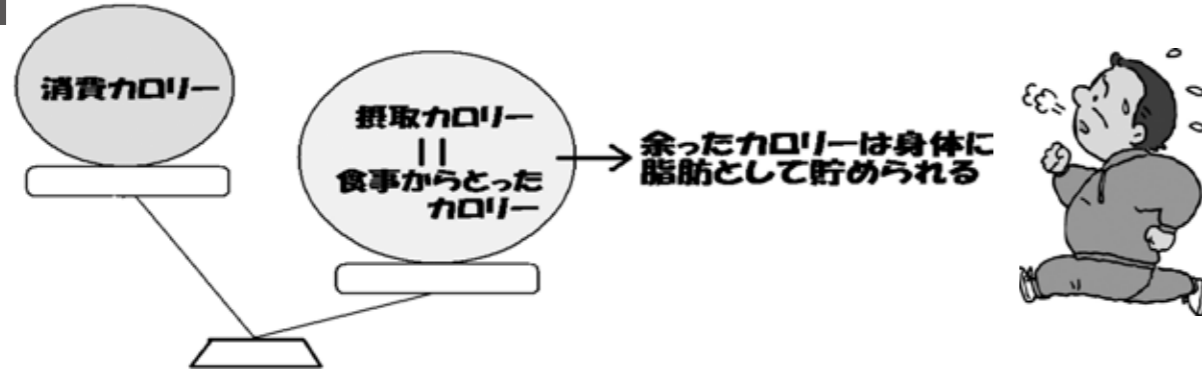 消費カロリー
摂取カロリー
||
食事からとった
カロリー
余ったカロリーは身体に
脂肪として貯められる